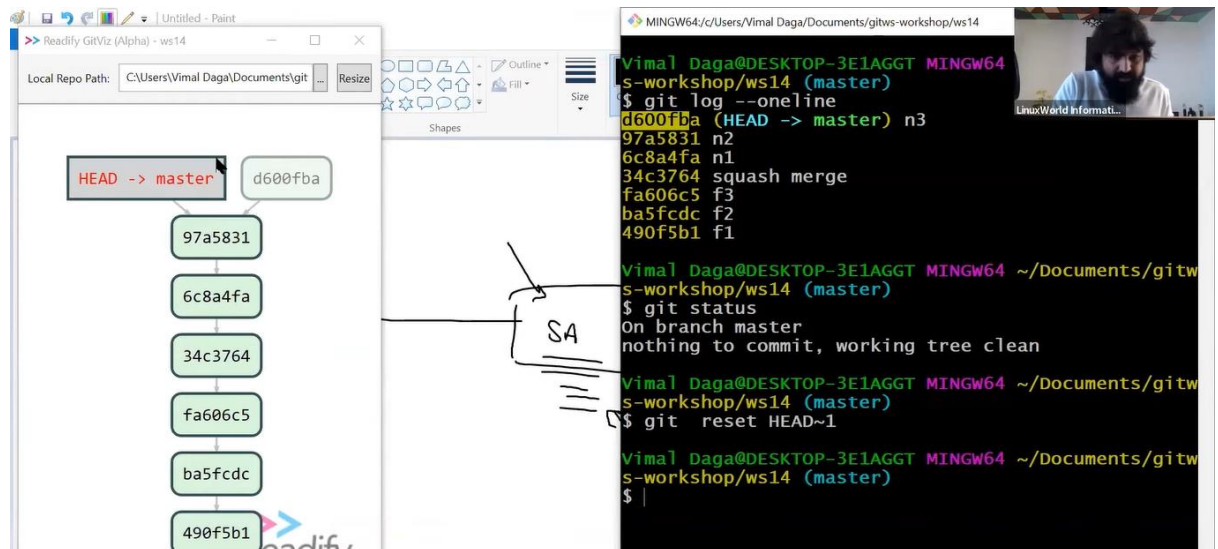 Untitled - Paint
Readify GitViz (Alpha) - ws14
Local Repo Path:
C:\Users\Vimal Daga\Documents\git
...
Resize
Outline
Fill
Size
Shapes
HEAD -> master
d600fba
97a5831
6c8a4fa
34c3764
fa606c5
ba5fcdc
490f5b1
SA
MINGW64:/c/Users/Vimal Daga/Documents/gitws-workshop/ws14
Vimal Daga@DESKTOP-3E1AGGT MINGW64
s-workshop/ws14 (master)
$ git log --oneline
d600fba (HEAD -> master) n3
97a5831 n2
6c8a4fa n1
34c3764 squash merge
fa606c5 f3
ba5fcdc f2
490f5b1 f1
Vimal Daga@DESKTOP-3E1AGGT MINGW64 ~/Documents/gitw
s-workshop/ws14 (master)
$ git status
On branch master
nothing to commit, working tree clean
Vimal Daga@DESKTOP-3E1AGGT MINGW64 ~/Documents/gitw
s-workshop/ws14 (master)
$ git  reset HEAD~1
Vimal Daga@DESKTOP-3E1AGGT MINGW64 ~/Documents/gitw
s-workshop/ws14 (master)
$
LinuxWorld Informati...